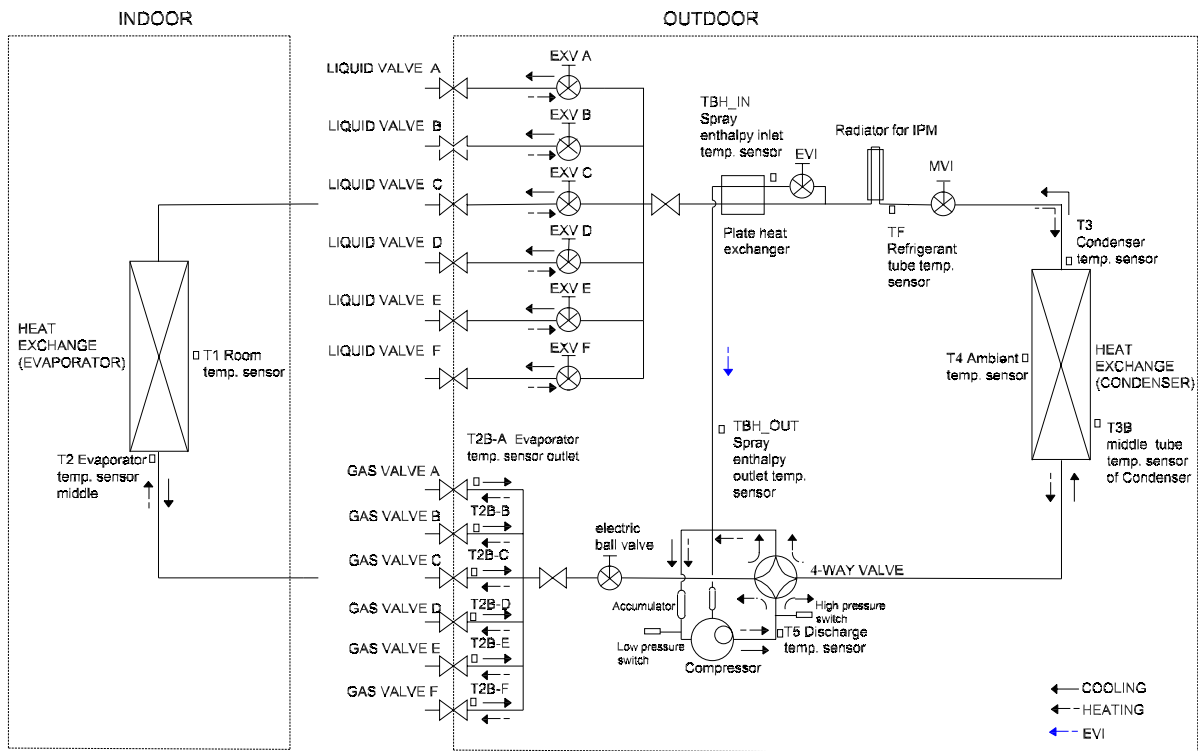 INDOOR
OUTDOOR
LIQUID VALVE A
EXV A
LIQUID VALVE B
EXV B
LIQUID VALVE C
EXV C
LIQUID VALVE D
EXV D
LIQUID VALVE E
EXV E
LIQUID VALVE F
EXV F
TBH_IN
Spray
enthalpy inlet
temp. sensor
EVI
Radiator for IPM
MVI
Plate heat
exchanger
TF
Refrigerant
tube temp.
sensor
T3
Condenser
temp. sensor
HEAT
EXCHANGE
(EVAPORATOR)
T1 Room
temp. sensor
T4 Ambient
temp. sensor
HEAT
EXCHANGE
(CONDENSER)
T3B
middle tube
temp. sensor
of Condenser
T2 Evaporator
temp. sensor
middle
T2B-A Evaporator
temp. sensor outlet
TBH_OUT
Spray
enthalpy
outlet temp.
sensor
GAS VALVE A
GAS VALVE B
T2B-B
GAS VALVE C
T2B-C
GAS VALVE D
T2B-D
GAS VALVE E
T2B-E
GAS VALVE F
T2B-F
electric
ball valve
4-WAY VALVE
Accumulator
High pressure
switch
Low pressure
switch
T5 Discharge
temp. sensor
Compressor
COOLING
HEATING
EVI